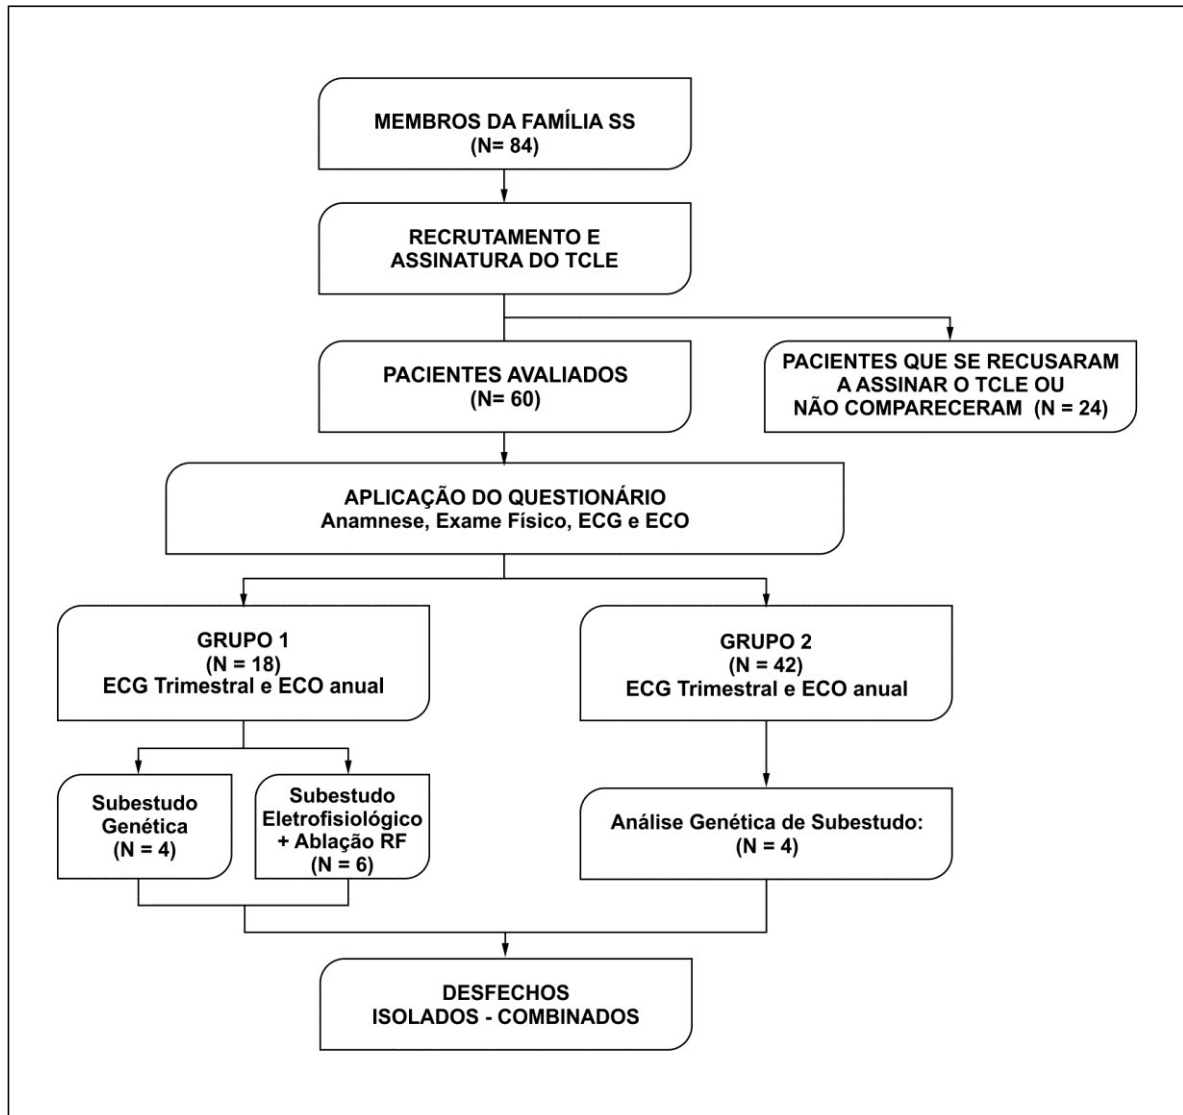 MEMBROS DA FAMÍLIA SS
(N= 84)
RECRUTAMENTO E
ASSINATURA DO TCLE
PACIENTES AVALIADOS
(N= 60)
PACIENTES QUE SE RECUSARAM
A ASSINAR O TCLE OU
NÃO COMPARECERAM (N = 24)
APLICAÇÃO DO QUESTIONÁRIO
Anamnese, Exame Físico, ECG e ECO
GRUPO 1
(N = 18)
ECG Trimestral e ECO anual
GRUPO 2
(N = 42)
ECG Trimestral e ECO anual
Subestudo
Genética
(N = 4)
Subestudo
Eletrofisiológico
+ Ablação RF
(N = 6)
Análise Genética de Subestudo:
(N = 4)
DESFECHOS
ISOLADOS - COMBINADOS